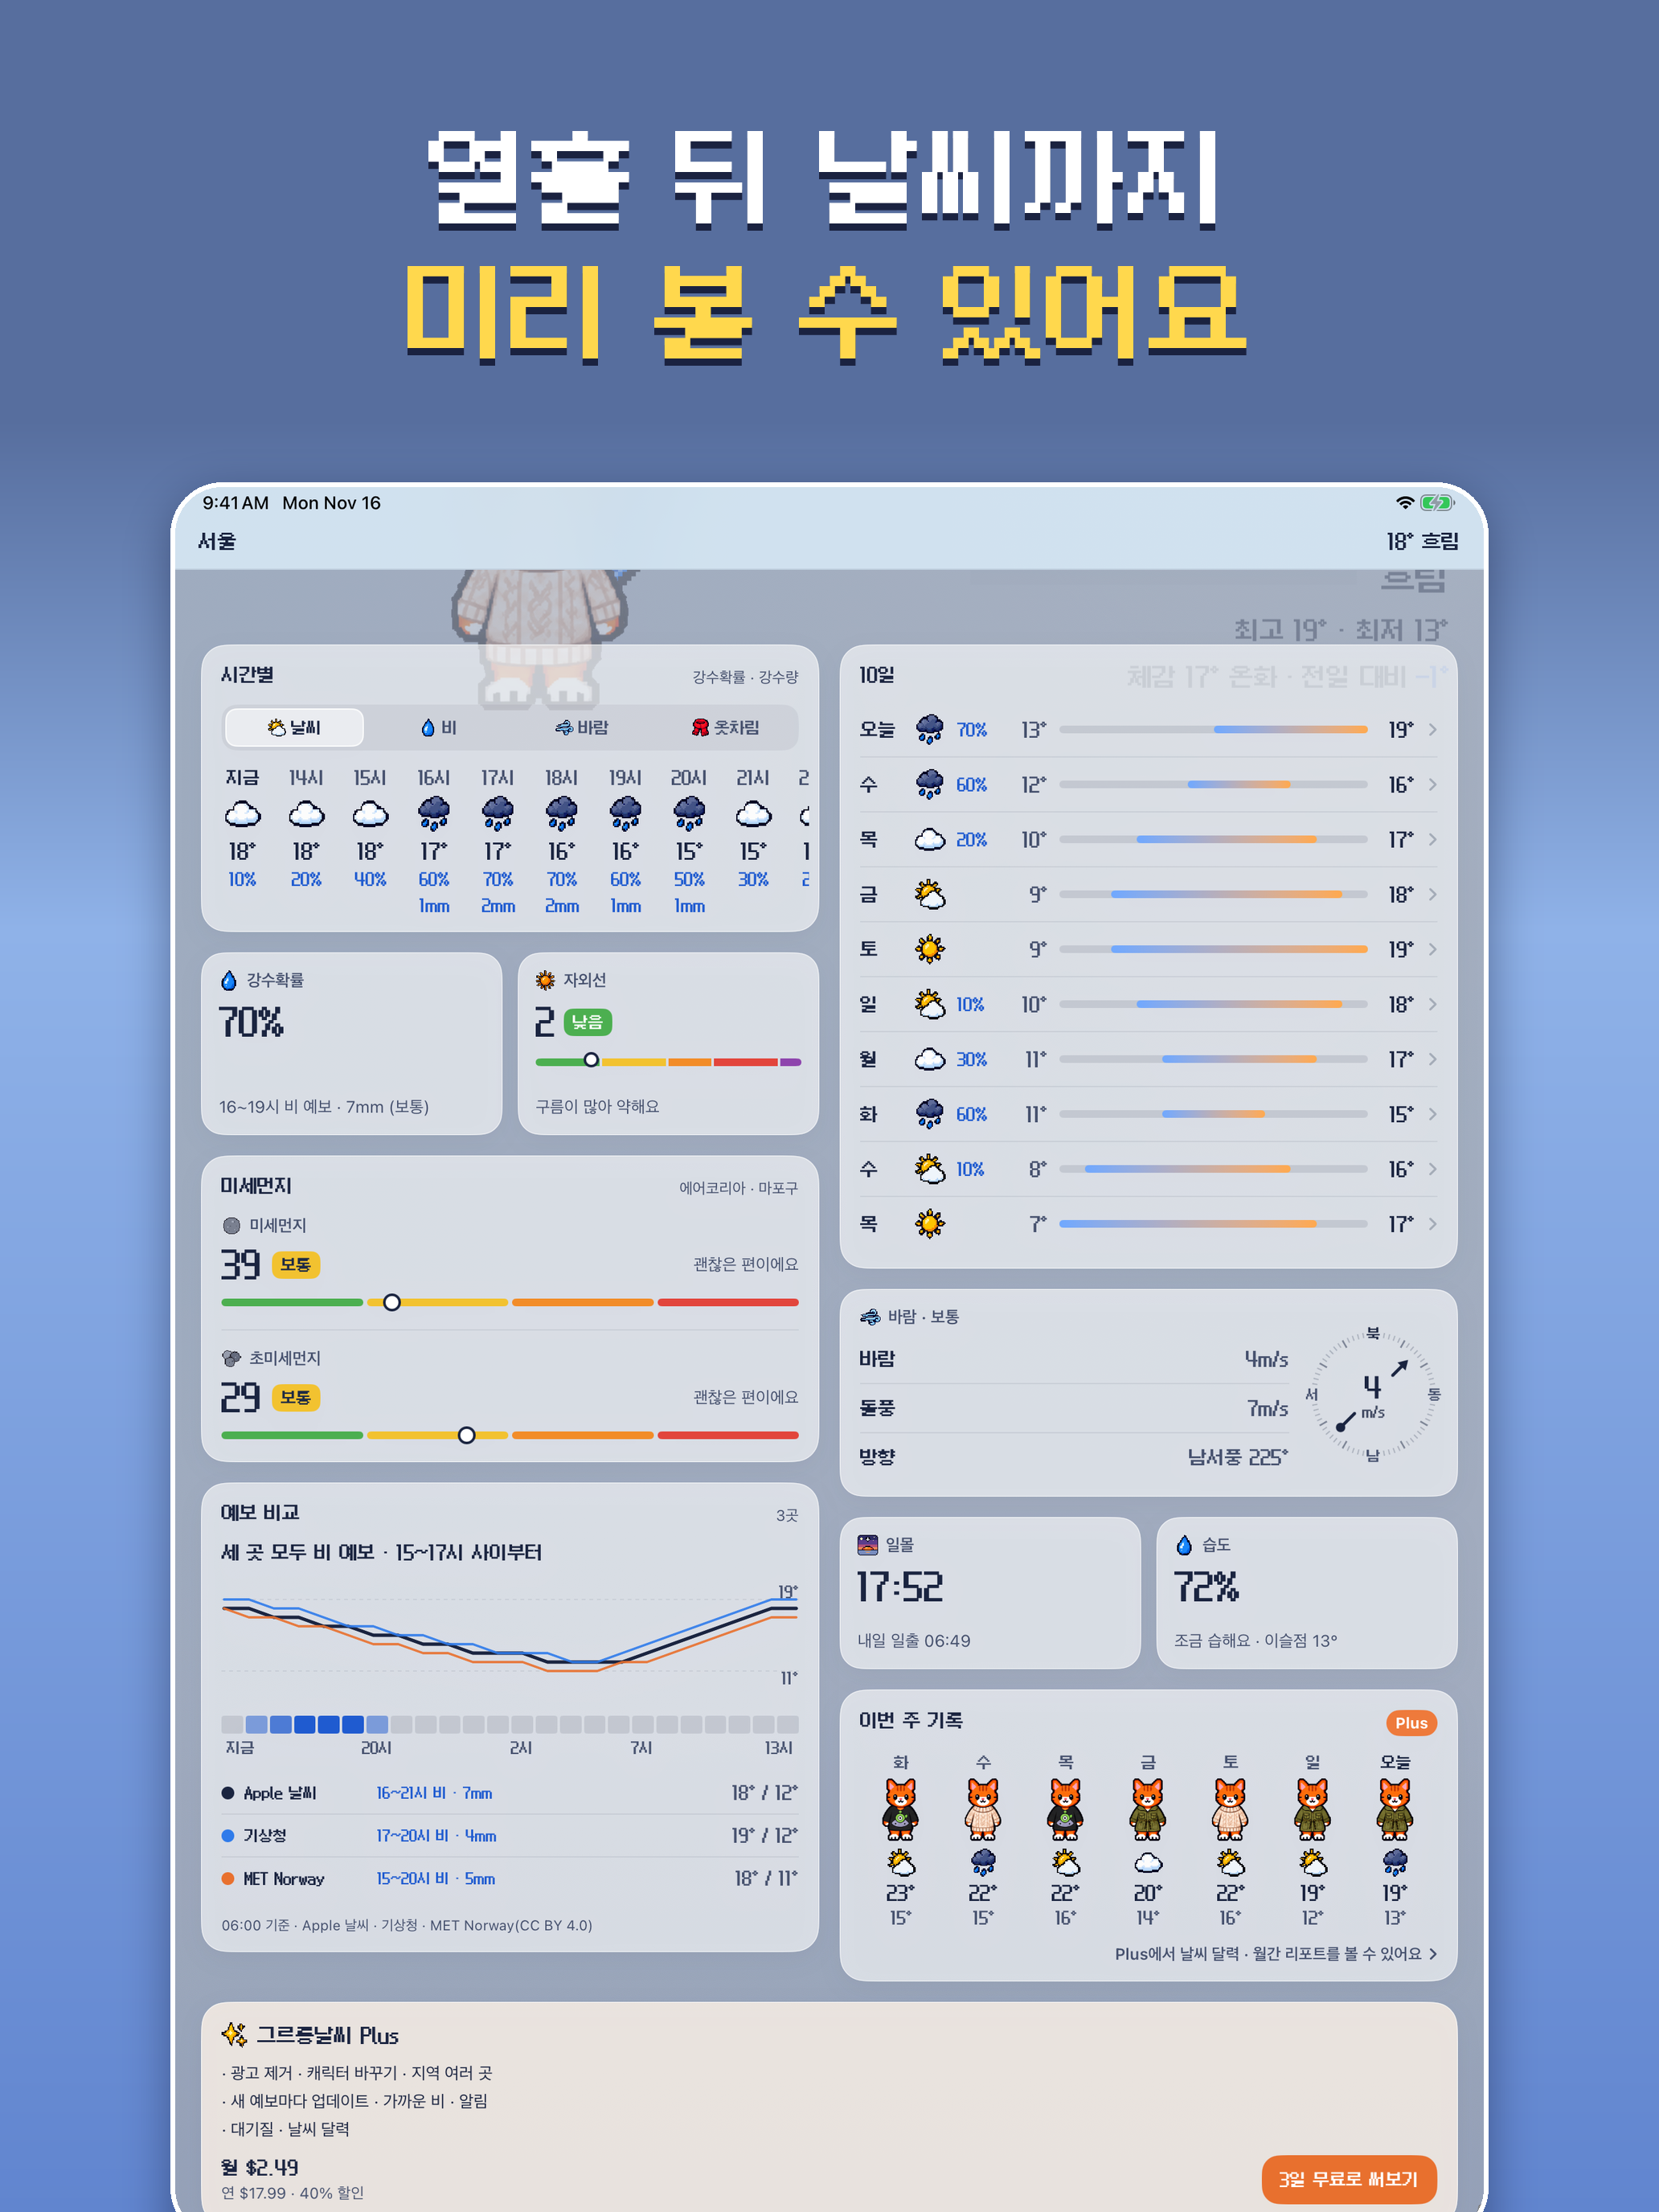 열흘 뒤 날씨까지
미리 볼 수 있어요
9:41 AM Mon Nov 16
서울
18° 흐림
흐림
최고 19° · 최저 13°
체감 17° 온화 · 전일 대비 -1°
시간별
강수확률 · 강수량
날씨 비 바람 옷차림
지금 14시 15시 16시 17시 18시 19시 20시 21시
18° 18° 18° 17° 17° 16° 16° 15° 15°
10% 20% 40% 60% 70% 70% 60% 50% 30%
1mm 2mm 2mm 1mm 1mm
강수확률
70%
16~19시 비 예보 · 7mm (보통)
자외선
2 낮음
구름이 많아 약해요
미세먼지
에어코리아 · 마포구
미세먼지
39 보통
괜찮은 편이에요
초미세먼지
29 보통
괜찮은 편이에요
예보 비교
3곳
세 곳 모두 비 예보 · 15~17시 사이부터
19°
11°
지금 20시 2시 7시 13시
Apple 날씨 16~21시 비 · 7mm 18° / 12°
기상청 17~20시 비 · 4mm 19° / 12°
MET Norway 15~20시 비 · 5mm 18° / 11°
06:00 기준 · Apple 날씨 · 기상청 · MET Norway(CC BY 4.0)
10일
오늘 70% 13° 19°
수 60% 12° 16°
목 20% 10° 17°
금 9° 18°
토 9° 19°
일 10% 10° 18°
월 30% 11° 17°
화 60% 11° 15°
수 10% 8° 16°
목 7° 17°
바람 · 보통
바람 4m/s
돌풍 7m/s
방향 남서풍 225°
북
서 4 동
m/s
남
일몰
17:52
내일 일출 06:49
습도
72%
조금 습해요 · 이슬점 13°
이번 주 기록
Plus
화 수 목 금 토 일 오늘
23° 22° 22° 20° 22° 19° 19°
15° 15° 16° 14° 16° 12° 13°
Plus에서 날씨 달력 · 월간 리포트를 볼 수 있어요
그르릉날씨 Plus
· 광고 제거 · 캐릭터 바꾸기 · 지역 여러 곳
· 새 예보마다 업데이트 · 가까운 비 · 알림
· 대기질 · 날씨 달력
월 $2.49
연 $17.99 · 40% 할인
3일 무료로 써보기